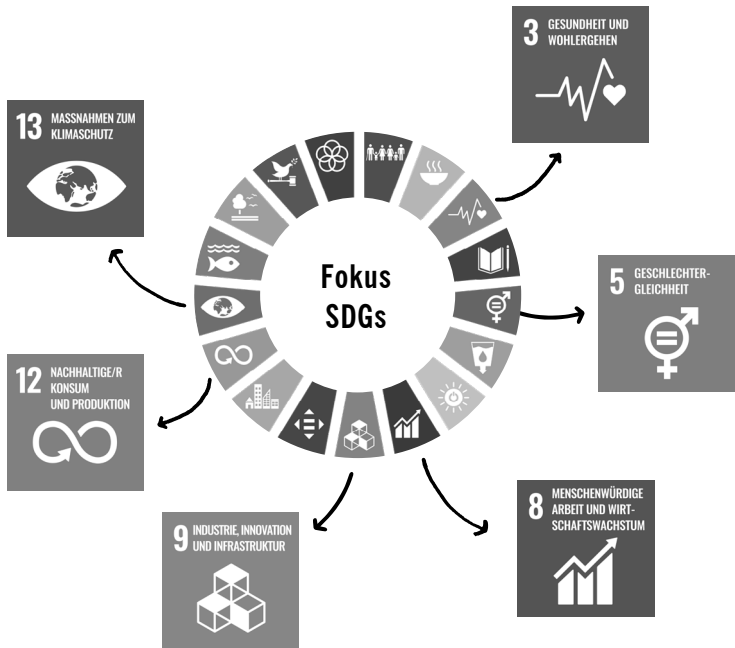 3 GESUNDHEIT UND
WOHLERGEHEN
13 MASSNAHMEN ZUM
KLIMASCHUTZ
Fokus
SDGs
5 GESCHLECHTER-
GLEICHHEIT
12 NACHHALTIGE/R
KONSUM
UND PRODUKTION
8 MENSCHENWÜRDIGE
ARBEIT UND WIRT-
SCHAFTSWACHSTUM
9 INDUSTRIE, INNOVATION
UND INFRASTRUKTUR